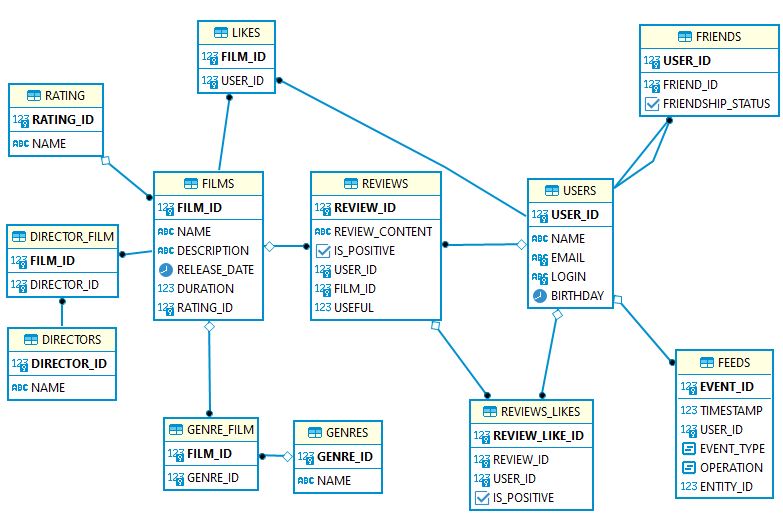 LIKES
123 FILM_ID
123 USER_ID
FRIENDS
123 USER_ID
123 FRIEND_ID
FRIENDSHIP_STATUS
RATING
123 RATING_ID
ABC NAME
FILMS
123 FILM_ID
ABC NAME
ABC DESCRIPTION
RELEASE_DATE
123 DURATION
123 RATING_ID
REVIEWS
123 REVIEW_ID
ABC REVIEW_CONTENT
IS_POSITIVE
123 USER_ID
123 FILM_ID
123 USEFUL
USERS
123 USER_ID
ABC NAME
ABC EMAIL
ABC LOGIN
BIRTHDAY
DIRECTOR_FILM
123 FILM_ID
123 DIRECTOR_ID
DIRECTORS
123 DIRECTOR_ID
ABC NAME
GENRE_FILM
123 FILM_ID
123 GENRE_ID
GENRES
123 GENRE_ID
ABC NAME
REVIEWS_LIKES
123 REVIEW_LIKE_ID
123 REVIEW_ID
123 USER_ID
IS_POSITIVE
FEEDS
123 EVENT_ID
123 TIMESTAMP
123 USER_ID
EVENT_TYPE
OPERATION
123 ENTITY_ID